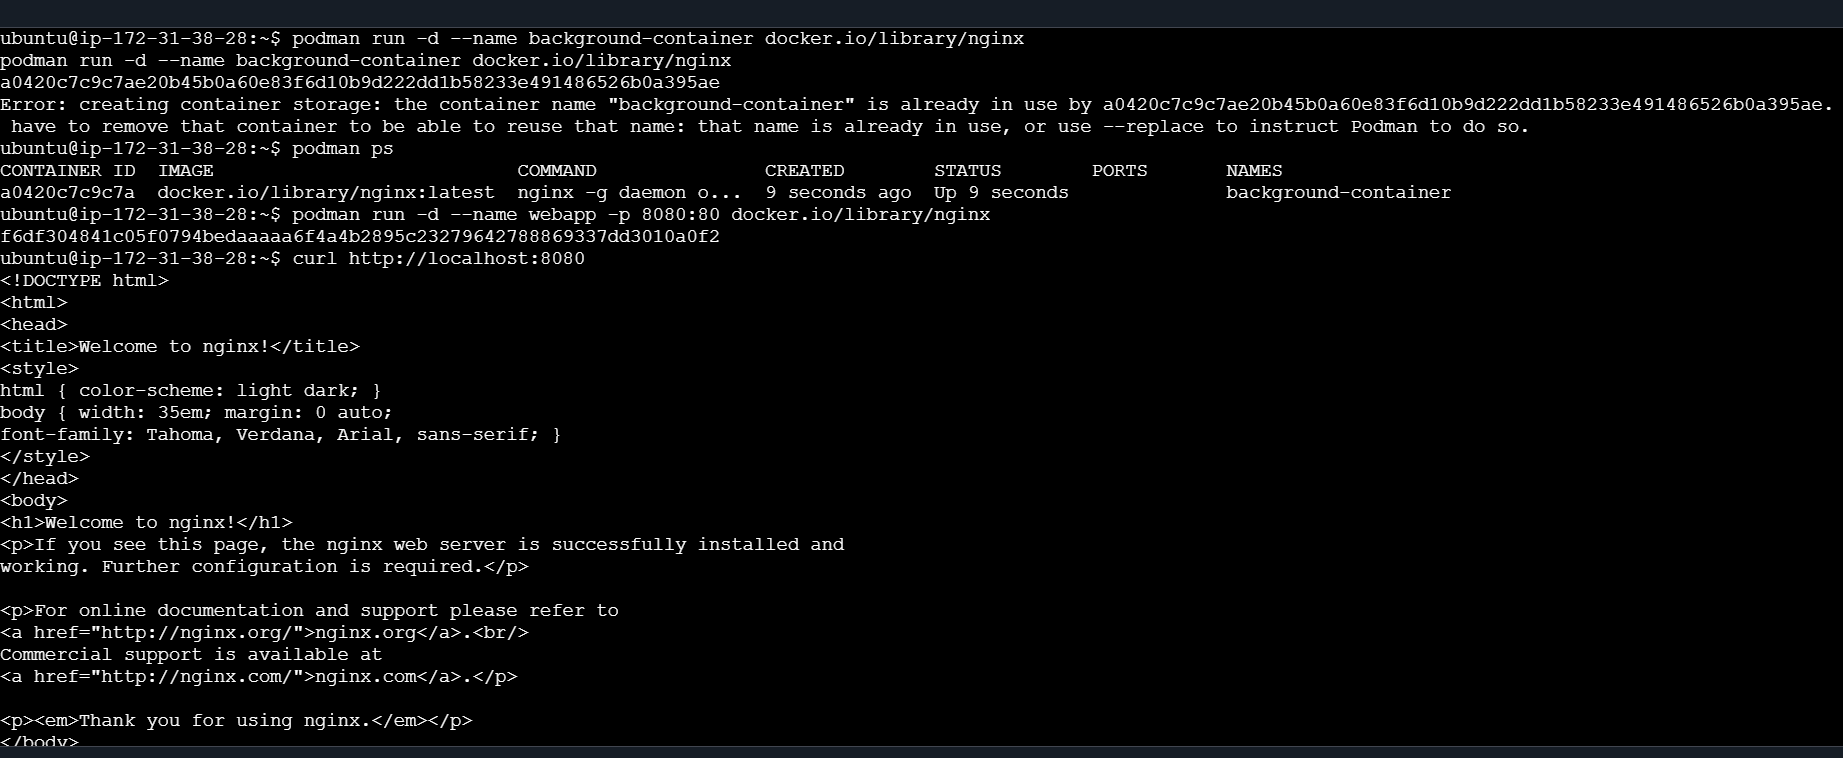 ubuntu@ip-172-31-38-28:~$ podman run -d --name background-container docker.io/library/nginx
podman run -d --name background-container docker.io/library/nginx
a0420c7c9c7ae20b45b0a60e83f6d10b9d222dd1b58233e491486526b0a395ae
Error: creating container storage: the container name "background-container" is already in use by a0420c7c9c7ae20b45b0a60e83f6d10b9d222dd1b58233e491486526b0a395ae.
 have to remove that container to be able to reuse that name: that name is already in use, or use --replace to instruct Podman to do so.
ubuntu@ip-172-31-38-28:~$ podman ps
CONTAINER ID  IMAGE                           COMMAND               CREATED        STATUS        PORTS       NAMES
a0420c7c9c7a  docker.io/library/nginx:latest  nginx -g daemon o...  9 seconds ago  Up 9 seconds              background-container
ubuntu@ip-172-31-38-28:~$ podman run -d --name webapp -p 8080:80 docker.io/library/nginx
f6df304841c05f0794bedaaaaa6f4a4b2895c23279642788869337dd3010a0f2
ubuntu@ip-172-31-38-28:~$ curl http://localhost:8080
<!DOCTYPE html>
<html>
<head>
<title>Welcome to nginx!</title>
<style>
html { color-scheme: light dark; }
body { width: 35em; margin: 0 auto;
font-family: Tahoma, Verdana, Arial, sans-serif; }
</style>
</head>
<body>
<h1>Welcome to nginx!</h1>
<p>If you see this page, the nginx web server is successfully installed and
working. Further configuration is required.</p>

<p>For online documentation and support please refer to
<a href="http://nginx.org/">nginx.org</a>.<br/>
Commercial support is available at
<a href="http://nginx.com/">nginx.com</a>.</p>

<p><em>Thank you for using nginx.</em></p>
</body>